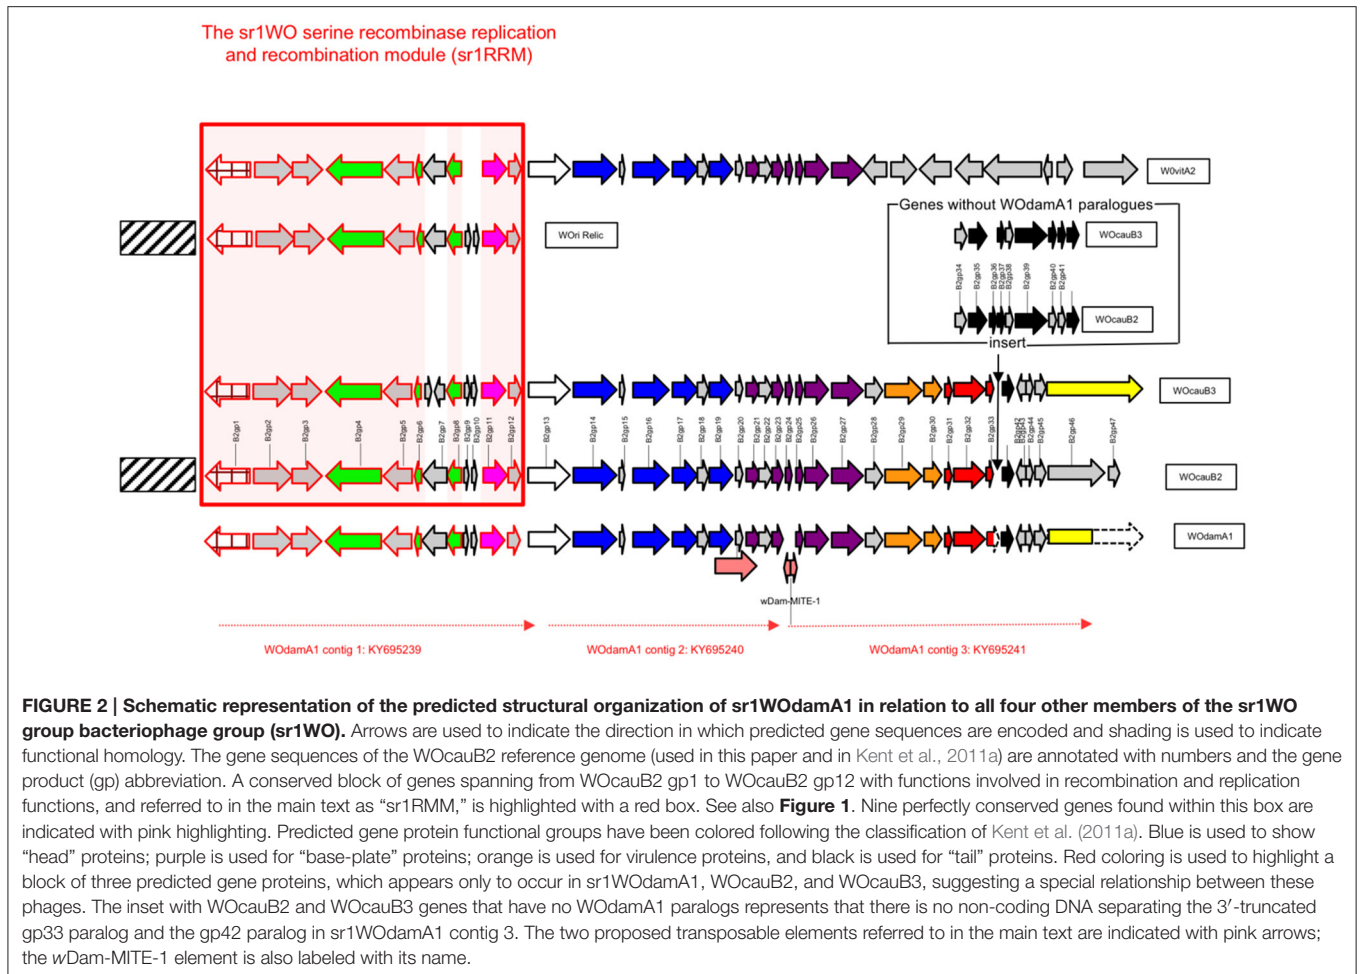 The sr1WO serine recombinase replication
and recombination module (sr1RRM)
W0vitA2
Genes without WOdamA1 paralogues
WOri Relic
WOcauB3
B2gp34
B2gp35
B2gp36
B2gp37
B2gp38
B2gp39
B2gp40
B2gp41
WOcauB2
insert
WOcauB3
B2gp1
B2gp2
B2gp3
B2gp4
B2gp5
B2gp6
B2gp7
B2gp8
B2gp9
B2gp10
B2gp11
B2gp12
B2gp13
B2gp14
B2gp15
B2gp16
B2gp17
B2gp18
B2gp19
B2gp20
B2gp21
B2gp22
B2gp23
B2gp24
B2gp25
B2gp26
B2gp27
B2gp28
B2gp29
B2gp30
B2gp31
B2gp32
B2gp33
B2gp42
B2gp43
B2gp44
B2gp45
B2gp46
B2gp47
WOcauB2
WOdamA1
wDam-MITE-1
WOdamA1 contig 1: KY695239
WOdamA1 contig 2: KY695240
WOdamA1 contig 3: KY695241
FIGURE 2 | Schematic representation of the predicted structural organization of sr1WOdamA1 in relation to all four other members of the sr1WO
group bacteriophage group (sr1WO). Arrows are used to indicate the direction in which predicted gene sequences are encoded and shading is used to indicate
functional homology. The gene sequences of the WOcauB2 reference genome (used in this paper and in Kent et al., 2011a) are annotated with numbers and the gene
product (gp) abbreviation. A conserved block of genes spanning from WOcauB2 gp1 to WOcauB2 gp12 with functions involved in recombination and replication
functions, and referred to in the main text as “sr1RMM,” is highlighted with a red box. See also Figure 1. Nine perfectly conserved genes found within this box are
indicated with pink highlighting. Predicted gene protein functional groups have been colored following the classification of Kent et al. (2011a). Blue is used to show
“head” proteins; purple is used for “base-plate” proteins; orange is used for virulence proteins, and black is used for “tail” proteins. Red coloring is used to highlight a
block of three predicted gene proteins, which appears only to occur in sr1WOdamA1, WOcauB2, and WOcauB3, suggesting a special relationship between these
phages. The inset with WOcauB2 and WOcauB3 genes that have no WOdamA1 paralogs represents that there is no non-coding DNA separating the 3′-truncated
gp33 paralog and the gp42 paralog in sr1WOdamA1 contig 3. The two proposed transposable elements referred to in the main text are indicated with pink arrows;
the wDam-MITE-1 element is also labeled with its name.